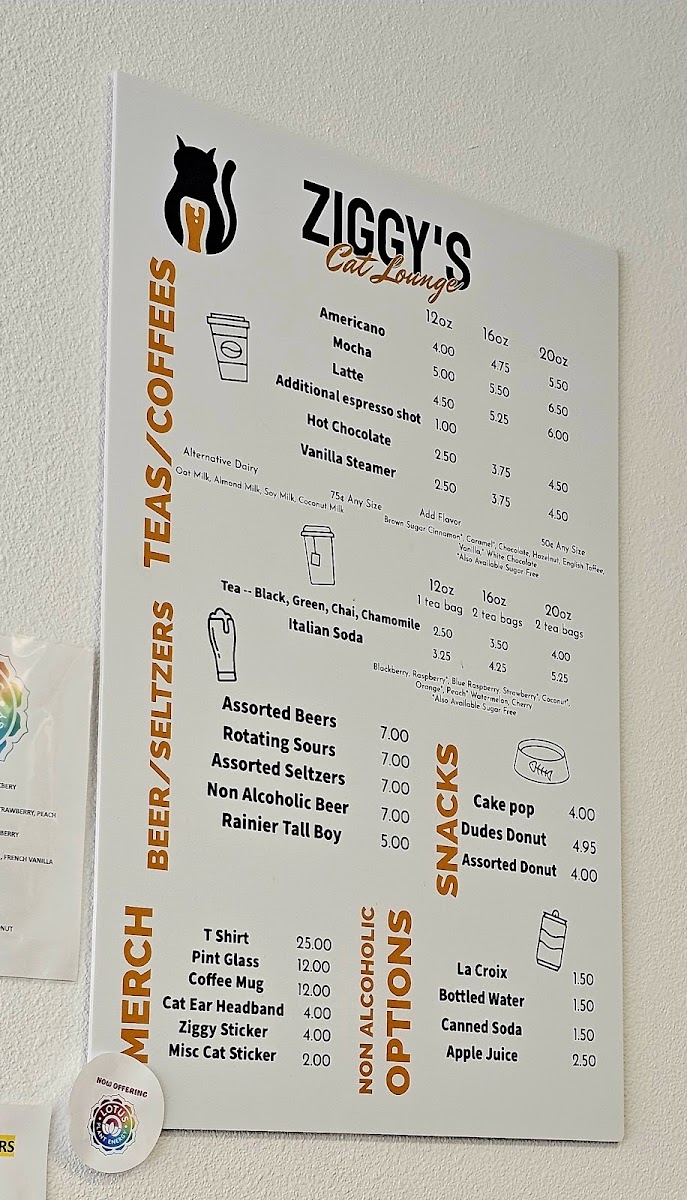 ZIGGY'S
Cat Lounge
TEAS/COFFEES
12oz 16oz 20oz
Americano 4.00 4.75 5.50
Mocha 5.00 5.50 6.50
Latte 4.50 5.25 6.00
Additional espresso shot 1.00
Hot Chocolate 2.50 3.75 4.50
Vanilla Steamer 2.50 3.75 4.50
Alternative Dairy 75¢ Any Size
Oat Milk, Almond Milk, Soy Milk, Coconut Milk
Add Flavor 50¢ Any Size
Brown Sugar Cinnamon*, Caramel*, Chocolate, Hazelnut, English Toffee,
Vanilla,* White Chocolate
*Also Available Sugar Free
12oz 16oz 20oz
1 tea bag 2 tea bags 2 tea bags
Tea -- Black, Green, Chai, Chamomile 2.50 3.50 4.00
Italian Soda 3.25 4.25 5.25
Blackberry, Raspberry*, Blue Raspberry, Strawberry*, Coconut*,
Orange*, Peach* Watermelon, Cherry
*Also Available Sugar Free
BEER/SELTZERS
Assorted Beers 7.00
Rotating Sours 7.00
Assorted Seltzers 7.00
Non Alcoholic Beer 7.00
Rainier Tall Boy 5.00
SNACKS
Cake pop 4.00
Dudes Donut 4.95
Assorted Donut 4.00
MERCH
T Shirt 25.00
Pint Glass 12.00
Coffee Mug 12.00
Cat Ear Headband 4.00
Ziggy Sticker 4.00
Misc Cat Sticker 2.00
NON ALCOHOLIC
OPTIONS
La Croix 1.50
Bottled Water 1.50
Canned Soda 1.50
Apple Juice 2.50
NOW OFFERING
LOTUS
PLANT ENERGY
PEACH
, FRENCH VANILLA